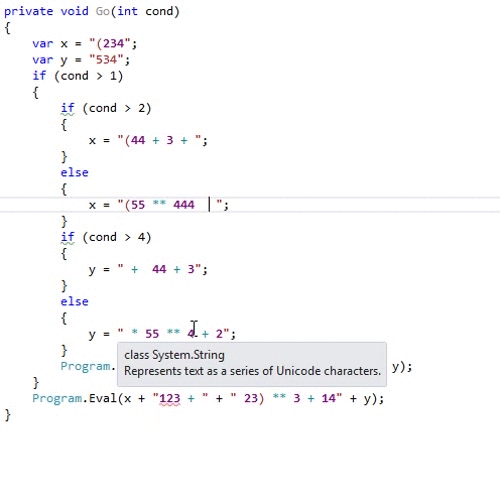 private void Go(int cond)
{
var x = "(234";
var y = "534";
if (cond > 1)
{
if (cond > 2)
{
x = "(44 + 3 + ";
}
else
{
x = "(55 ** 444  ";
}
if (cond > 4)
{
y = " +  44 + 3";
}
else
{
y = " * 55 ** 4 + 2";
}
class System.String
Represents text as a series of Unicode characters.
Program. y);
}
Program.Eval(x + "123 + " + " 23) ** 3 + 14" + y);
}